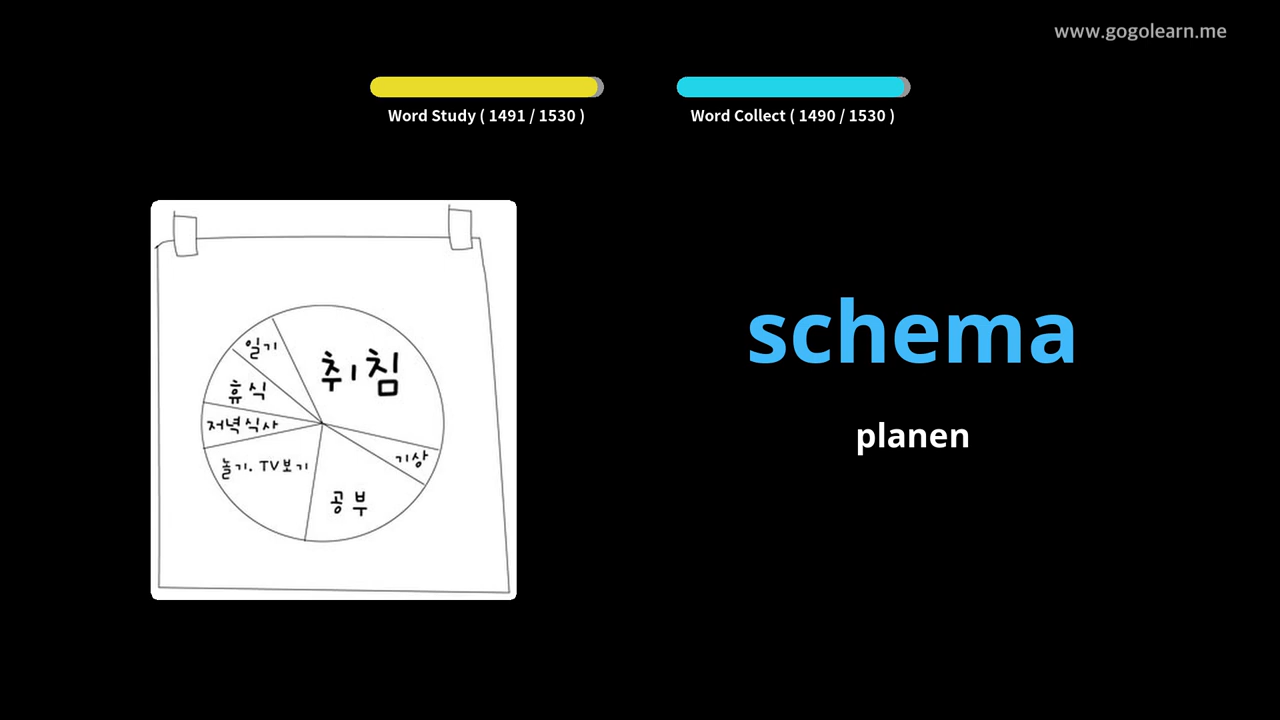 www.gogolearn.me
Word Study ( 1491 / 1530 )
Word Collect ( 1490 / 1530 )
일기
취침
휴식
저녁식사
놀기. TV보기
기상
공부
schema
planen